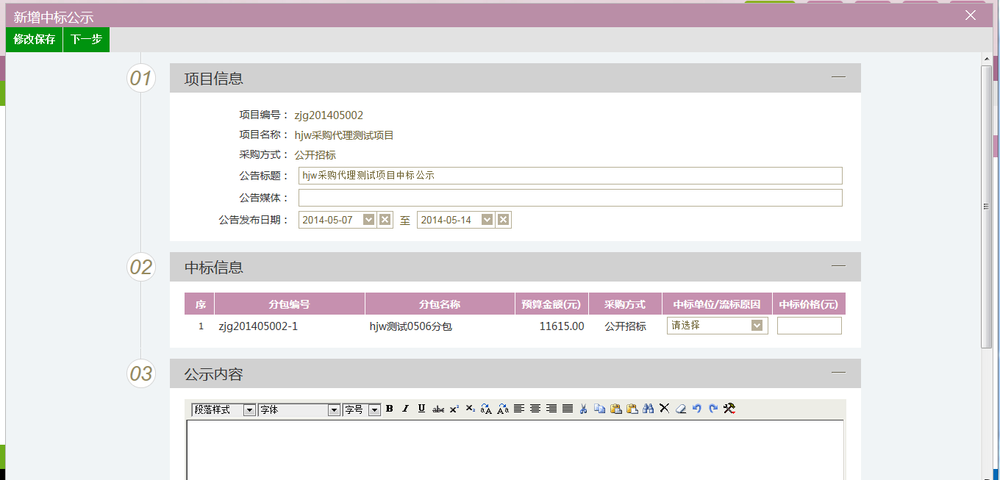 新增中标公示
修改保存 下一步
01 项目信息
项目编号： zjg201405002
项目名称： hjw采购代理测试项目
采购方式： 公开招标
公告标题： hjw采购代理测试项目中标公示
公告媒体：
公告发布日期： 2014-05-07 至 2014-05-14
02 中标信息
序 分包编号 分包名称 预算金额(元) 采购方式 中标单位/流标原因 中标价格(元)
1 zjg201405002-1 hjw测试0506分包 11615.00 公开招标 请选择
03 公示内容
段落样式 字体 字号 B I U abc x² x₂ aA Aa